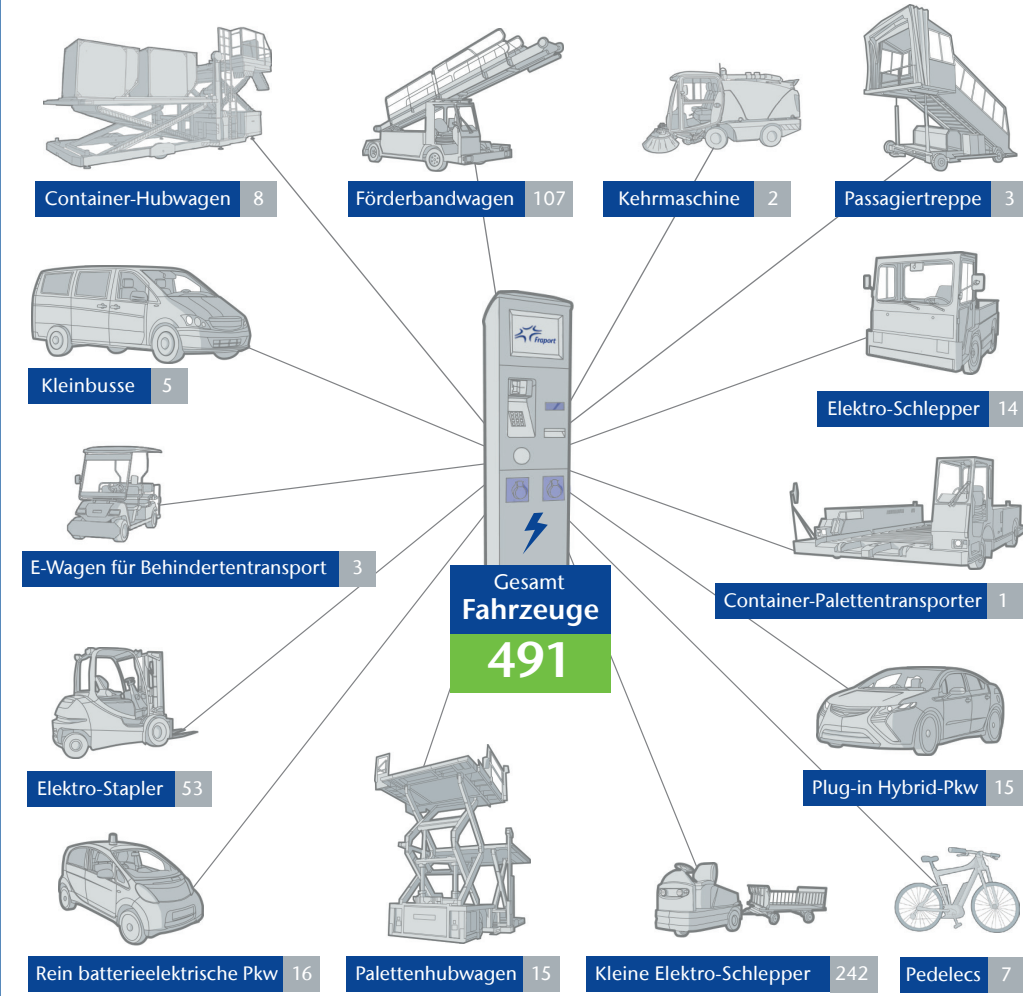 Container-Hubwagen 8
Förderbandwagen 107
Kehrmaschine 2
Passagiertreppe 3
Fraport
Kleinbusse 5
Elektro-Schlepper 14
E-Wagen für Behindertentransport 3
Gesamt
Fahrzeuge
491
Container-Palettentransporter 1
Elektro-Stapler 53
Plug-in Hybrid-Pkw 15
Rein batterieelektrische Pkw 16
Palettenhubwagen 15
Kleine Elektro-Schlepper 242
Pedelecs 7